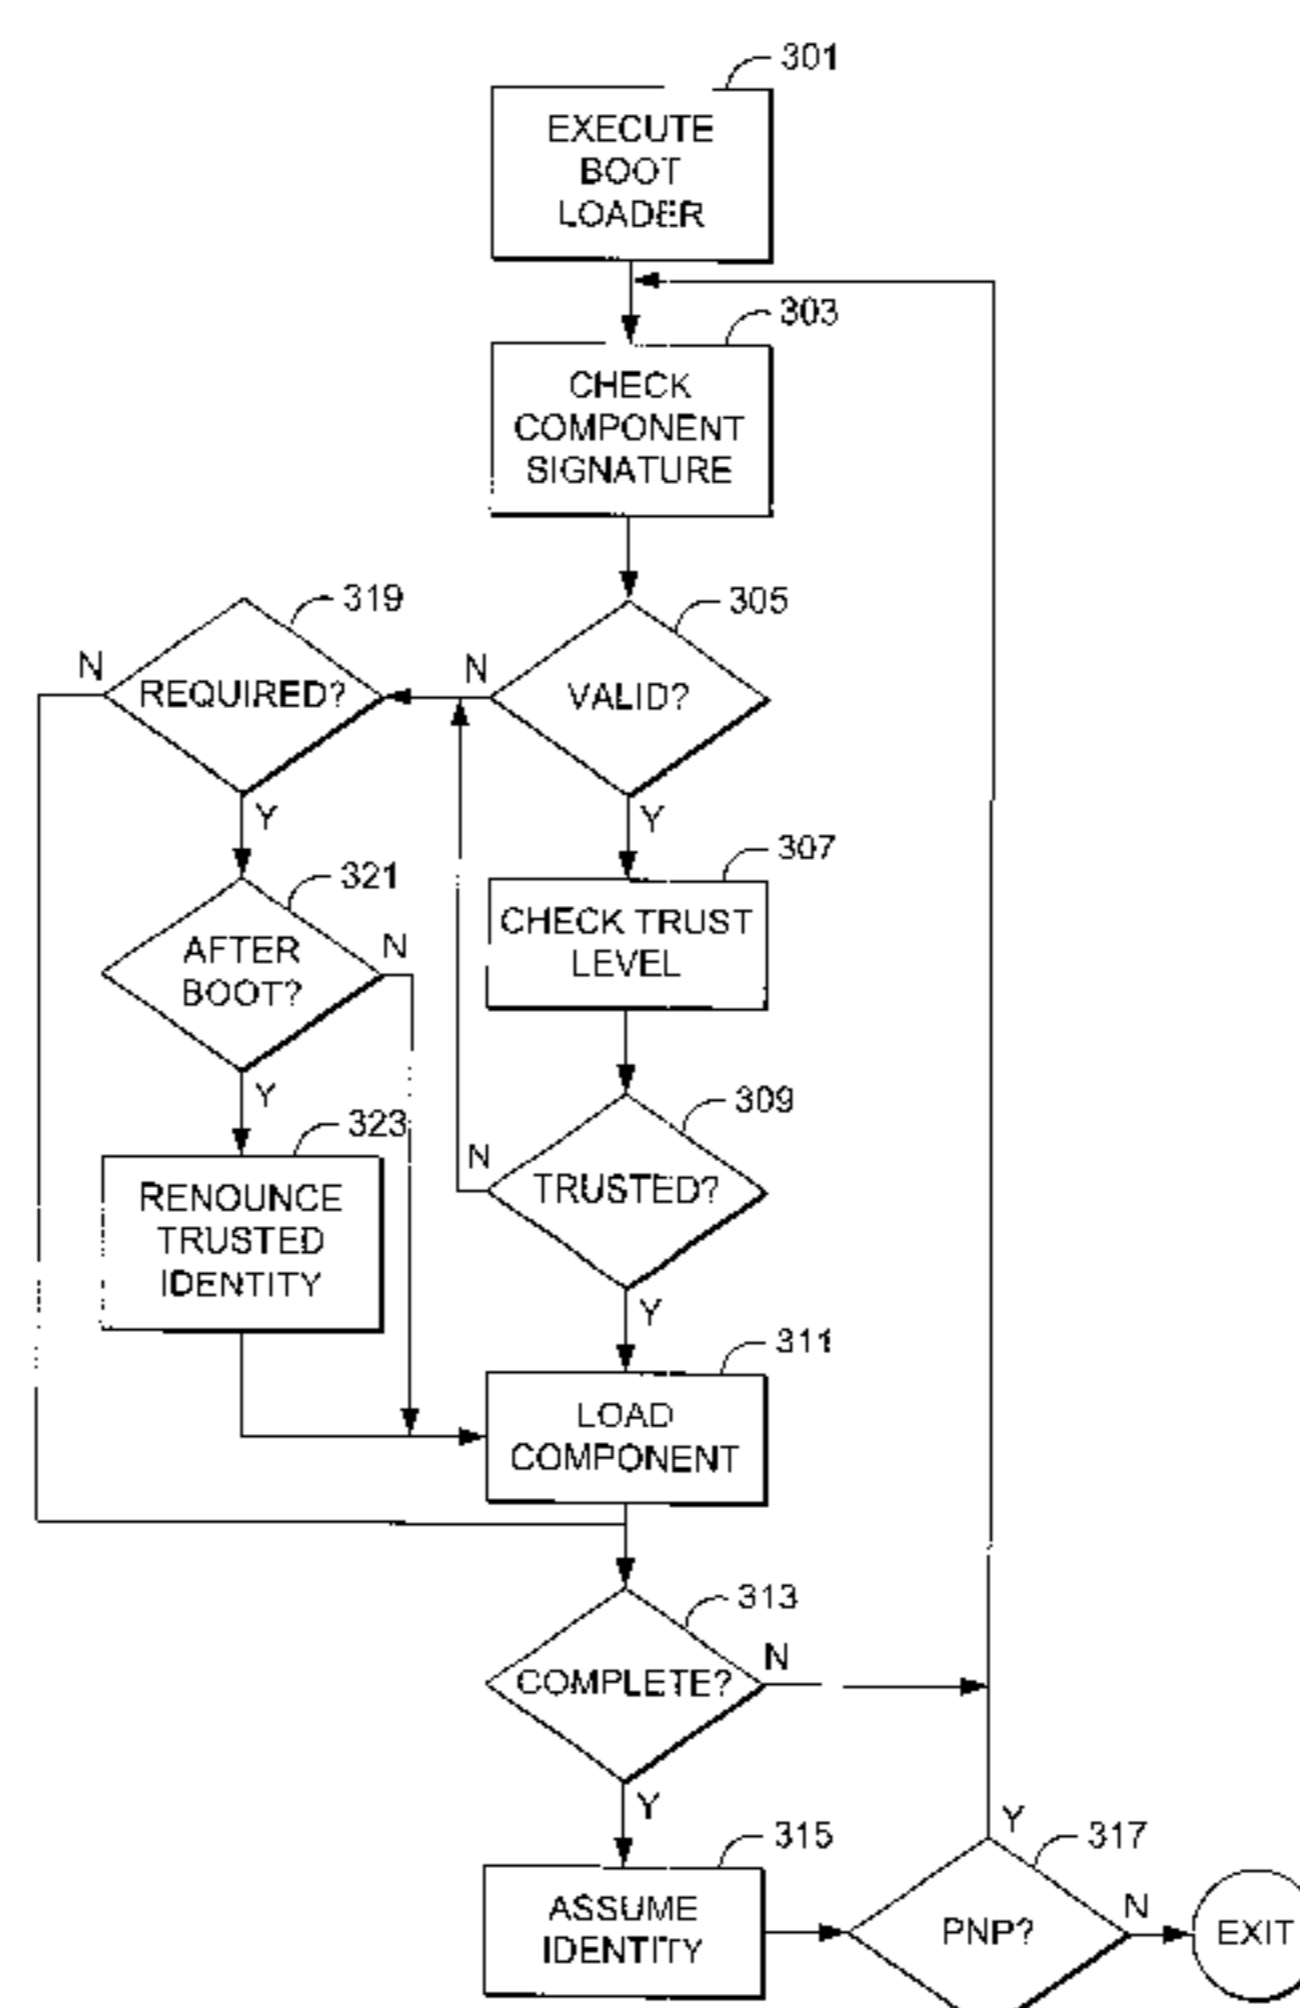 301
EXECUTE
BOOT
LOADER
303
CHECK
COMPONENT
SIGNATURE
319
305
N
REQUIRED?
N
VALID?
Y
Y
307
321
CHECK TRUST
LEVEL
AFTER
BOOT?
N
Y
309
323
N
TRUSTED?
RENOUNCE
TRUSTED
IDENTITY
Y
311
LOAD
COMPONENT
313
COMPLETE?
N
Y
Y
315
317
ASSUME
IDENTITY
PNP?
N
EXIT